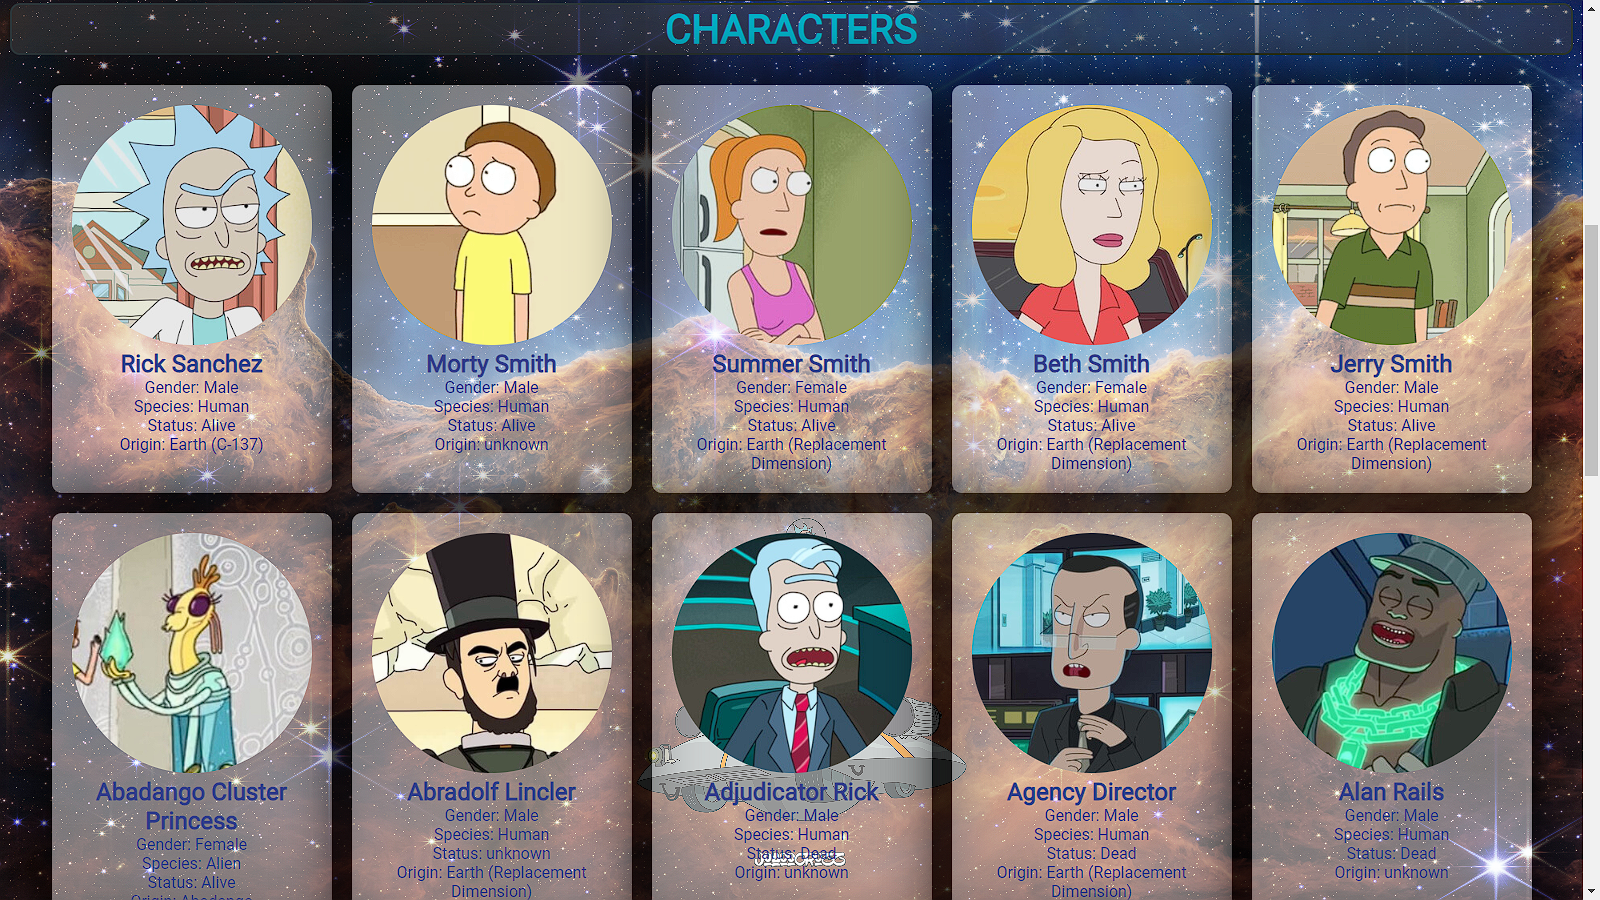 CHARACTERS
Rick Sanchez
Gender: Male
Species: Human
Status: Alive
Origin: Earth (C-137)
Morty Smith
Gender: Male
Species: Human
Status: Alive
Origin: unknown
Summer Smith
Gender: Female
Species: Human
Status: Alive
Origin: Earth (Replacement
Dimension)
Beth Smith
Gender: Female
Species: Human
Status: Alive
Origin: Earth (Replacement
Dimension)
Jerry Smith
Gender: Male
Species: Human
Status: Alive
Origin: Earth (Replacement
Dimension)
Abadango Cluster
Princess
Gender: Female
Species: Alien
Status: Alive
Origin: Abadango
Abradolf Lincler
Gender: Male
Species: Human
Status: unknown
Origin: Earth (Replacement
Dimension)
Adjudicator Rick
Gender: Male
Species: Human
Status: Dead
Origin: unknown
Agency Director
Gender: Male
Species: Human
Status: Dead
Origin: Earth (Replacement
Dimension)
Alan Rails
Gender: Male
Species: Human
Status: Dead
Origin: unknown